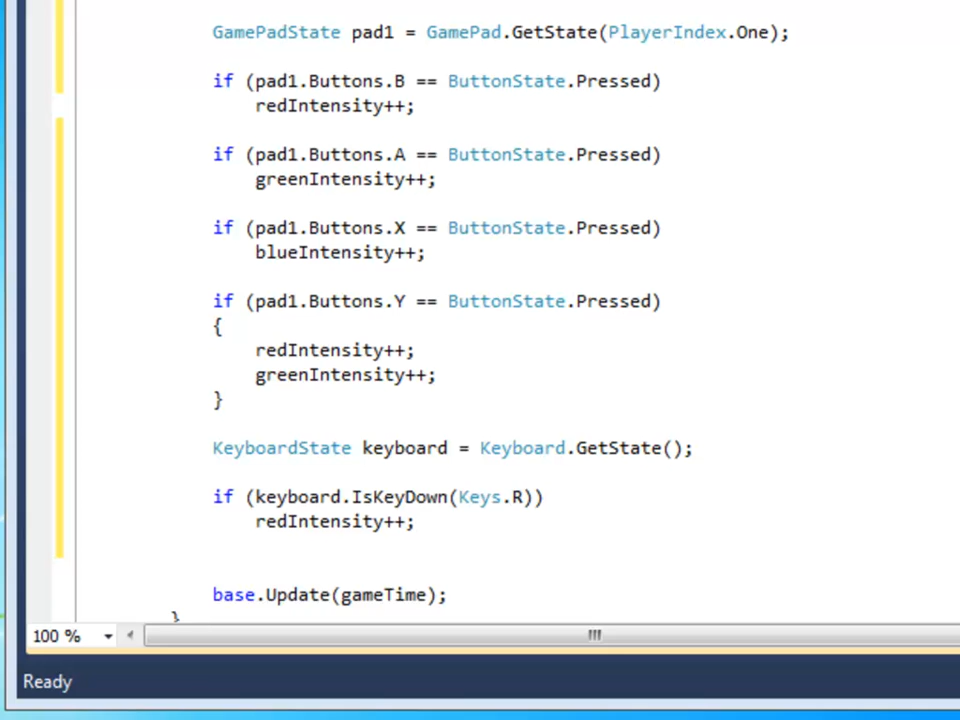 GamePadState pad1 = GamePad.GetState(PlayerIndex.One);
if (pad1.Buttons.B == ButtonState.Pressed)
redIntensity++;
if (pad1.Buttons.A == ButtonState.Pressed)
greenIntensity++;
if (pad1.Buttons.X == ButtonState.Pressed)
blueIntensity++;
if (pad1.Buttons.Y == ButtonState.Pressed)
{
redIntensity++;
greenIntensity++;
}
KeyboardState keyboard = Keyboard.GetState();
if (keyboard.IsKeyDown(Keys.R))
redIntensity++;
base.Update(gameTime);
}
100 %
Ready